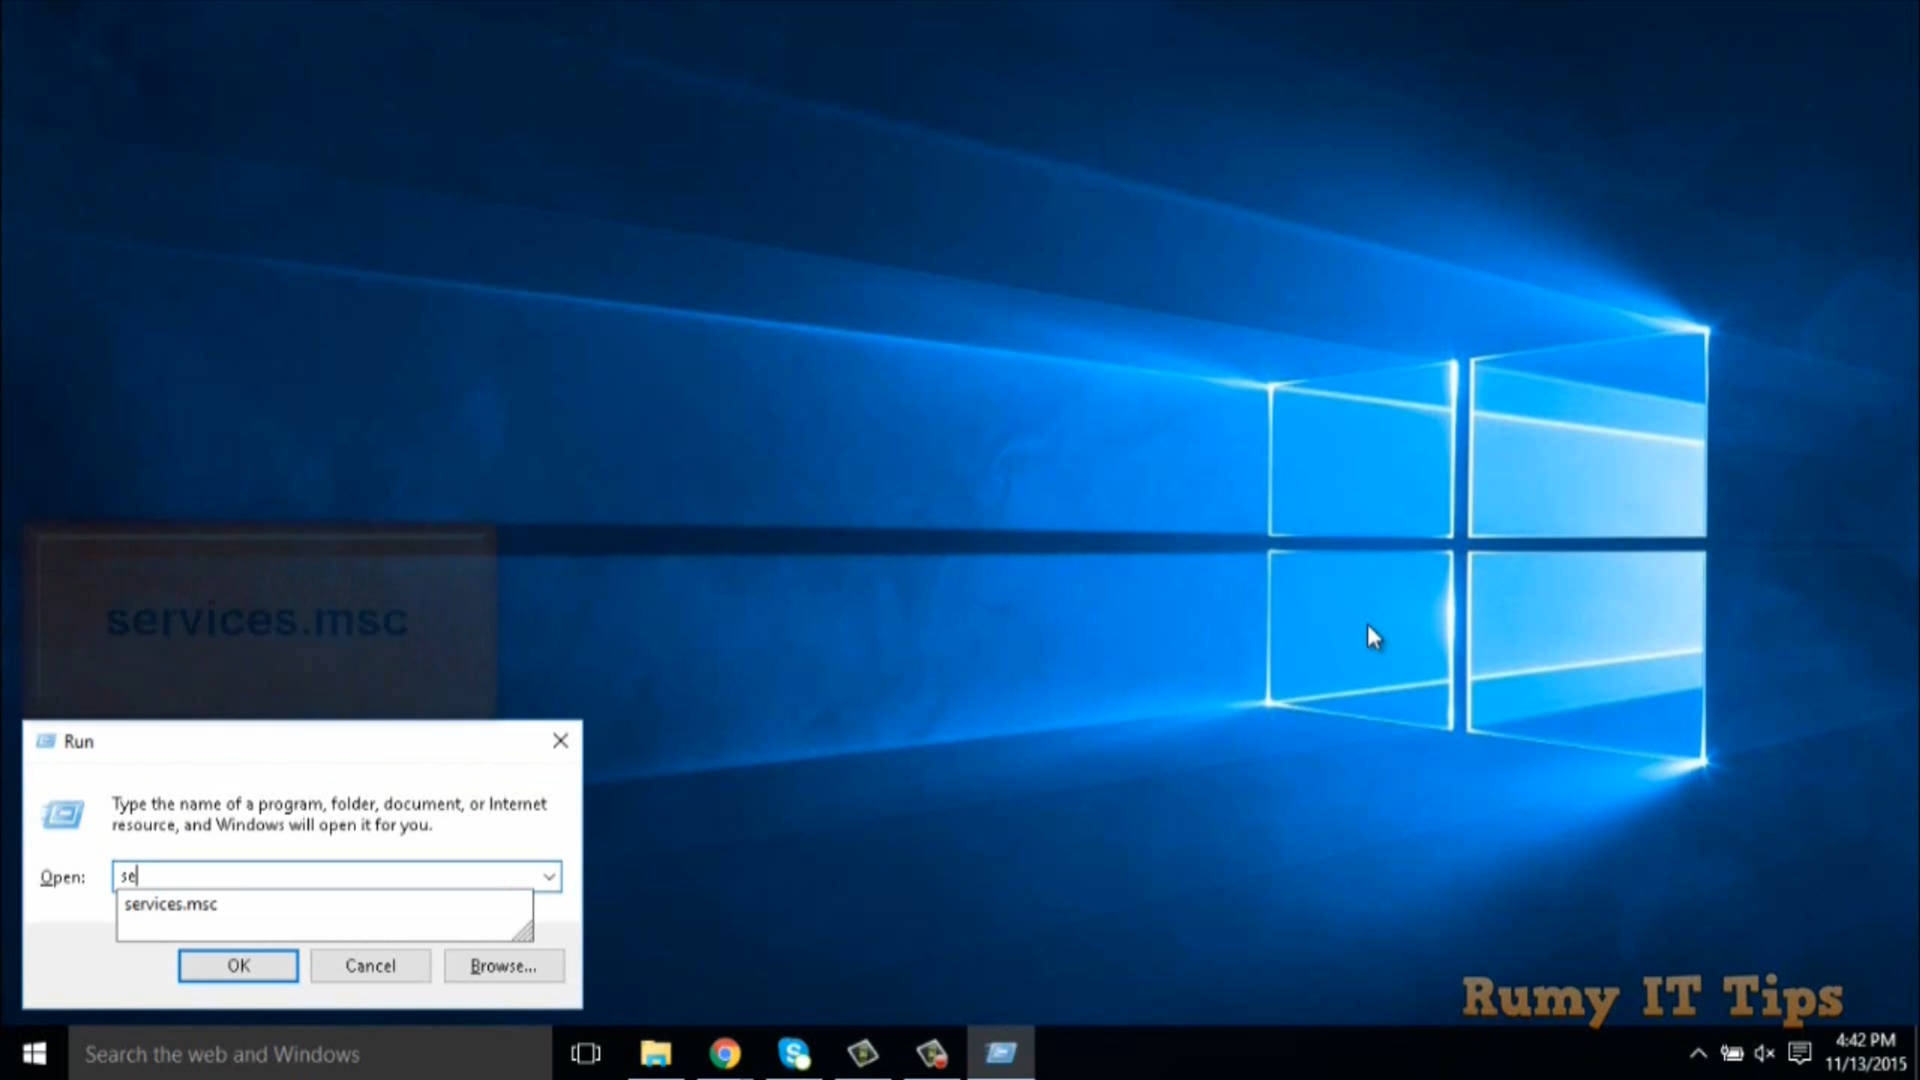 services.msc
Run
Type the name of a program, folder, document, or Internet
resource, and Windows will open it for you.
Open:
se
services.msc
OK
Cancel
Browse...
Rumy IT Tips
Search the web and Windows
4:42 PM
11/13/2015